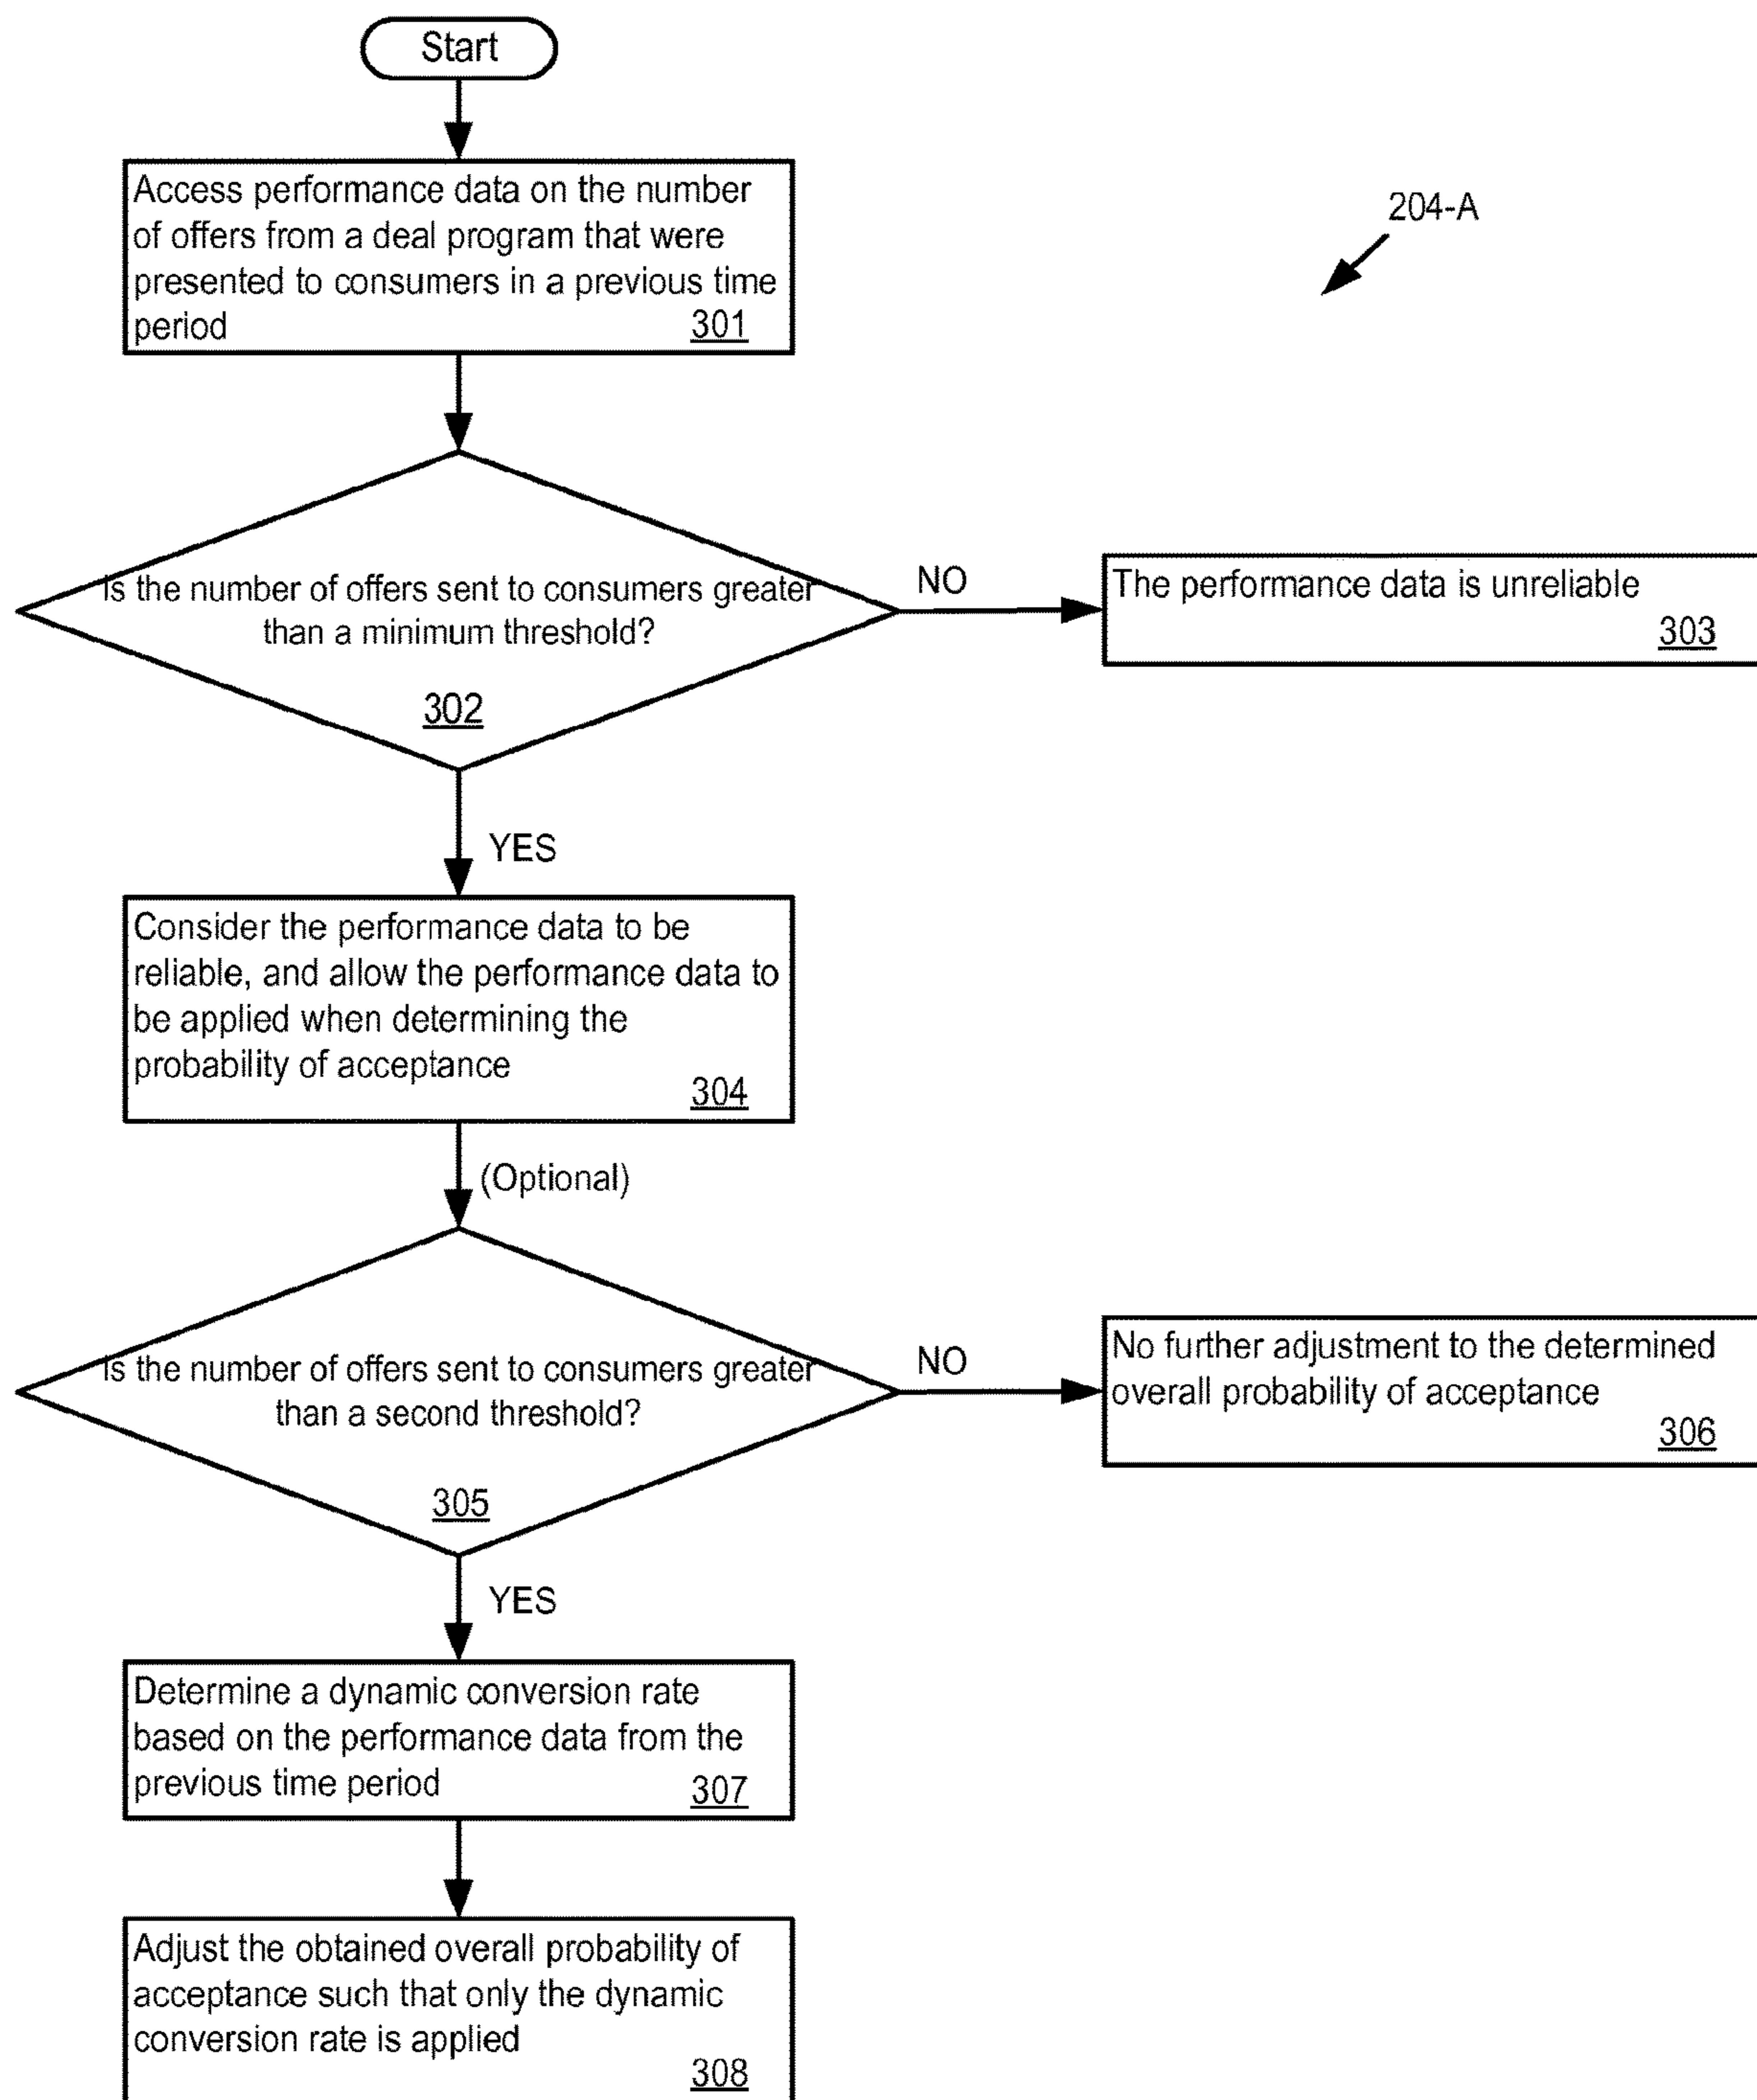 Start
Access performance data on the number
of offers from a deal program that were
presented to consumers in a previous time
period
301
204-A
Is the number of offers sent to consumers greater
than a minimum threshold?
302
NO
The performance data is unreliable
303
YES
Consider the performance data to be
reliable, and allow the performance data to
be applied when determining the
probability of acceptance
304
(Optional)
Is the number of offers sent to consumers greater
than a second threshold?
305
NO
No further adjustment to the determined
overall probability of acceptance
306
YES
Determine a dynamic conversion rate
based on the performance data from the
previous time period
307
Adjust the obtained overall probability of
acceptance such that only the dynamic
conversion rate is applied
308